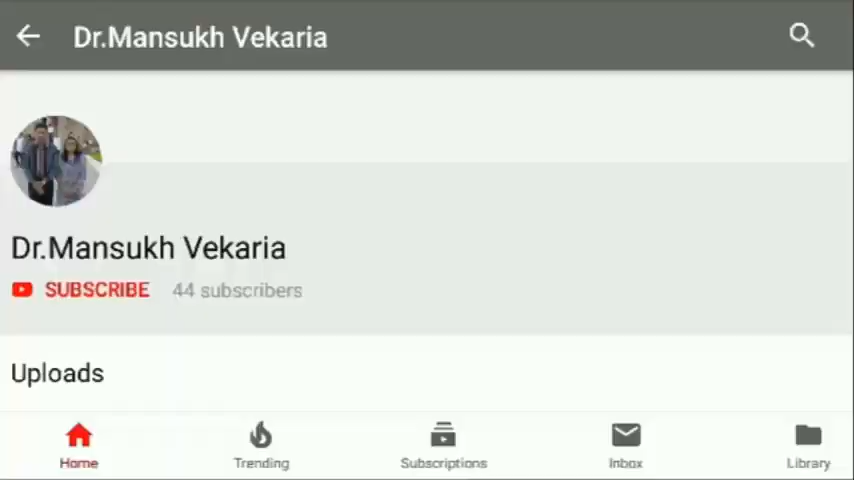 Dr.Mansukh Vekaria
Dr.Mansukh Vekaria
SUBSCRIBE 44 subscribers
Uploads
Home Trending Subscriptions Inbox Library